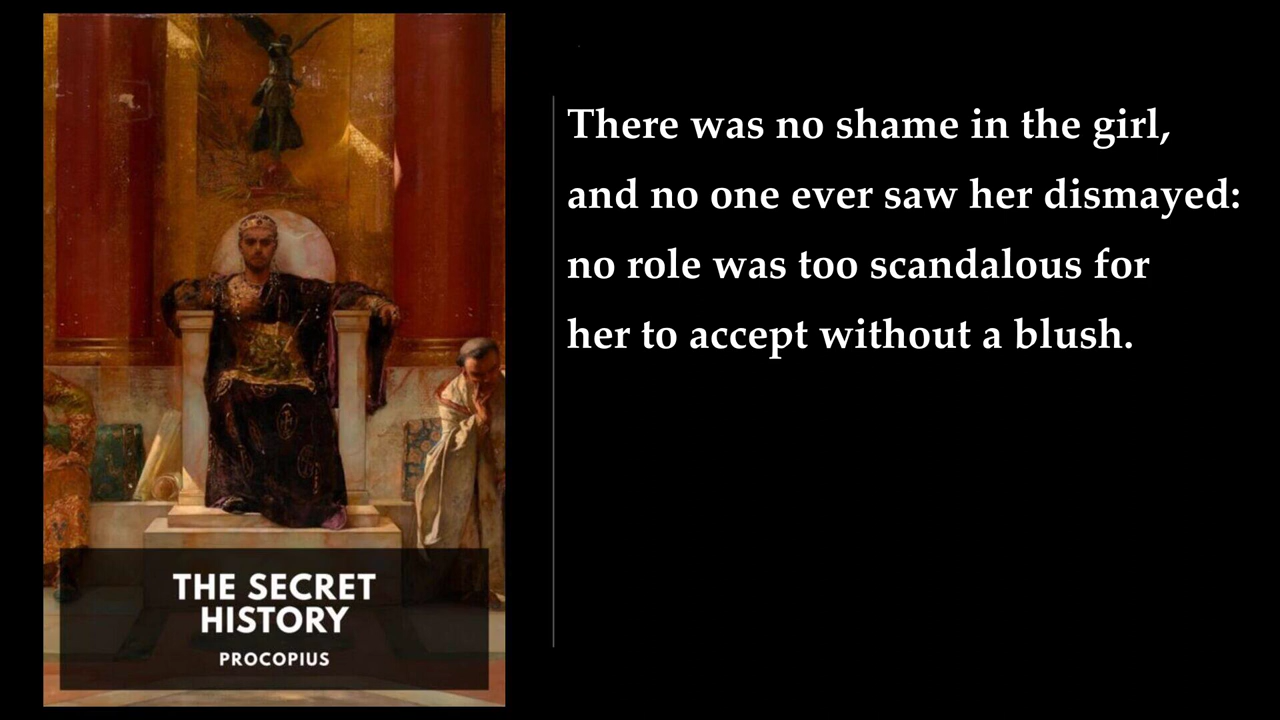 There was no shame in the girl,
and no one ever saw her dismayed:
no role was too scandalous for
her to accept without a blush.
THE SECRET
HISTORY
PROCOPIUS